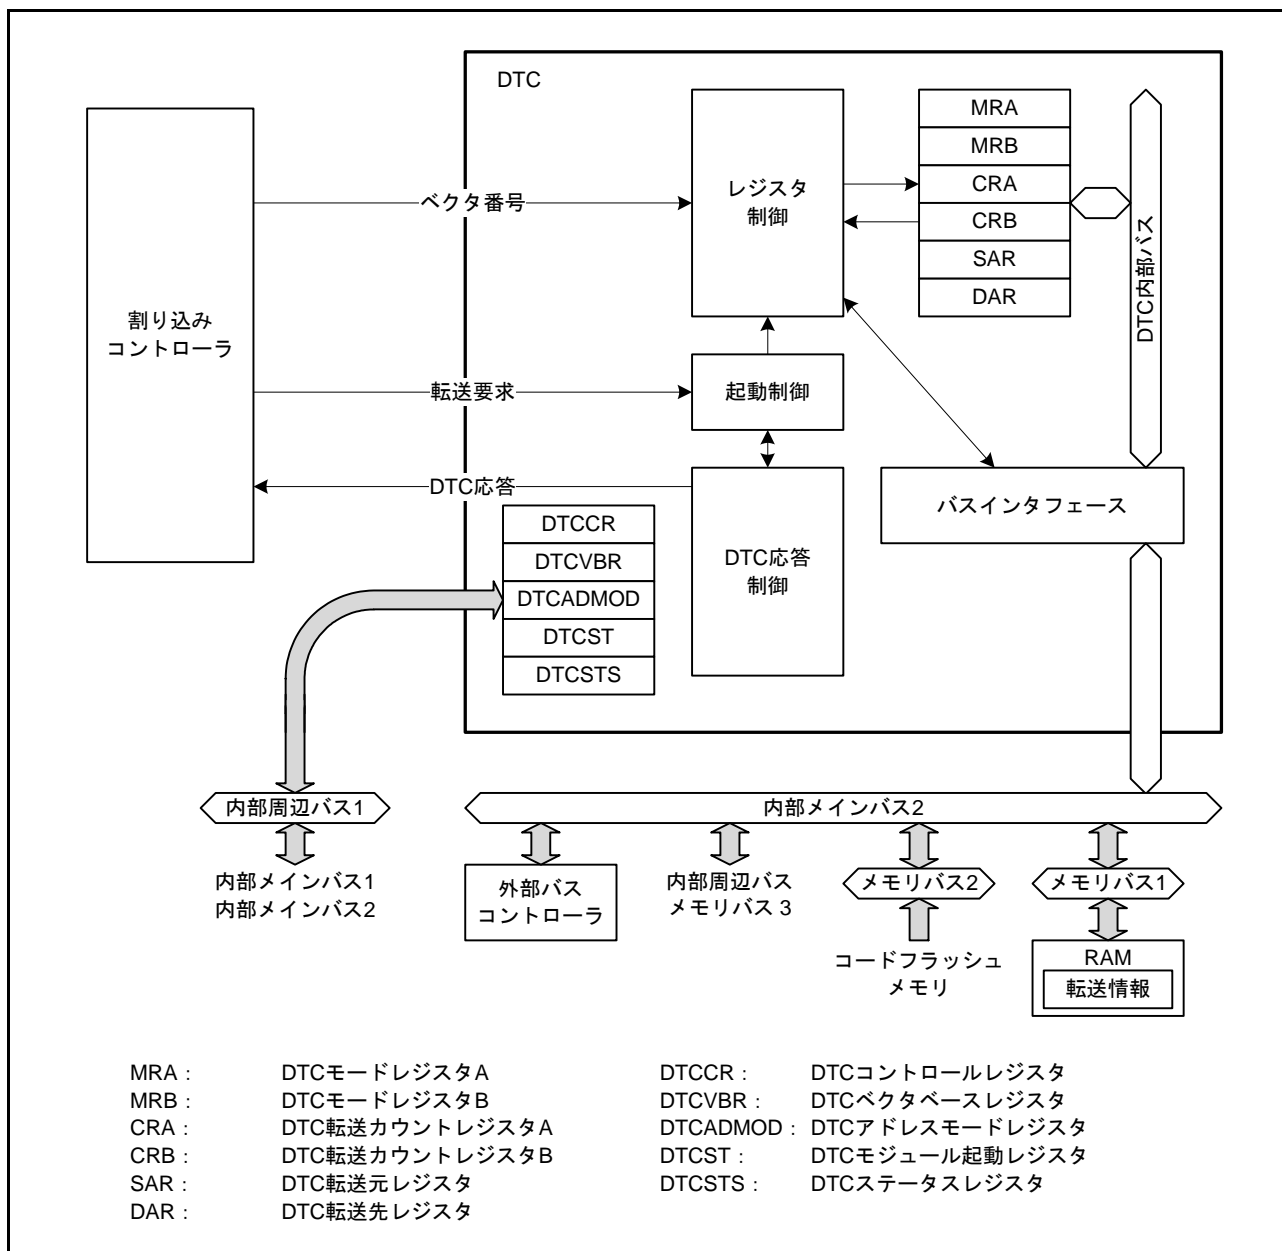 DTC
MRA
MRB
CRA
CRB
SAR
DAR
レジスタ
制御
ベクタ番号
DTC内部バス
割り込み
コントローラ
転送要求
起動制御
DTC応答
バスインタフェース
DTCCR
DTCVBR
DTCADMOD
DTCST
DTCSTS
DTC応答
制御
内部周辺バス1
内部メインバス2
内部メインバス1
内部メインバス2
外部バス
コントローラ
内部周辺バス
メモリバス3
メモリバス2
メモリバス1
コードフラッシュ
メモリ
RAM
転送情報
MRA: DTCモードレジスタA
MRB: DTCモードレジスタB
CRA: DTC転送カウントレジスタA
CRB: DTC転送カウントレジスタB
SAR: DTC転送元レジスタ
DAR: DTC転送先レジスタ
DTCCR: DTCコントロールレジスタ
DTCVBR: DTCベクタベースレジスタ
DTCADMOD: DTCアドレスモードレジスタ
DTCST: DTCモジュール起動レジスタ
DTCSTS: DTCステータスレジスタ